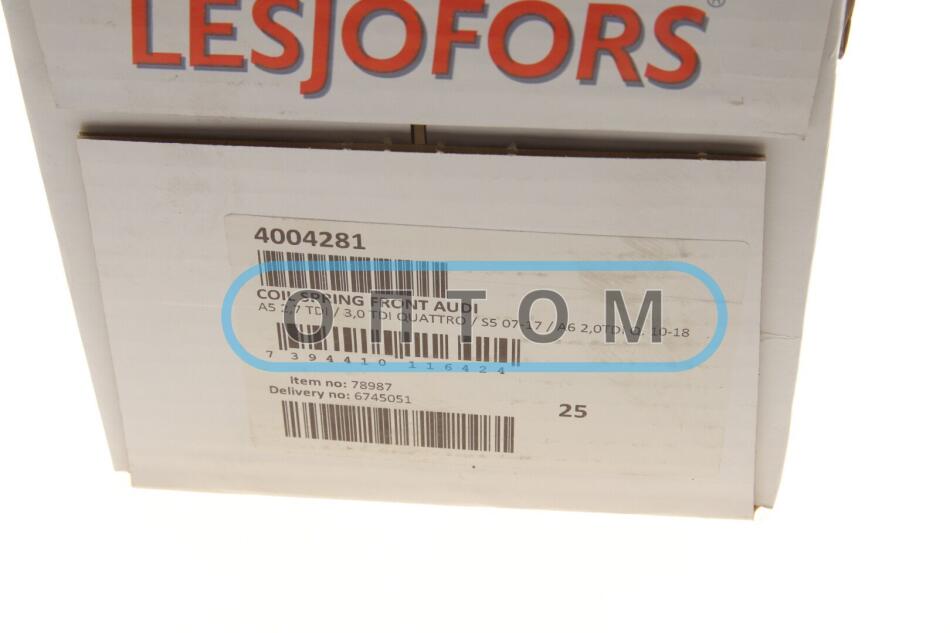 LESJOFORS®
4004281
COIL SPRING FRONT AUDI
A5 2,7 TDI / 3,0 TDI QUATTRO / S5 07-17 / A6 2,0TDI Q. 10-18
ОПТОМ
7 394410 116424
Item no: 78987
Delivery no: 6745051
25